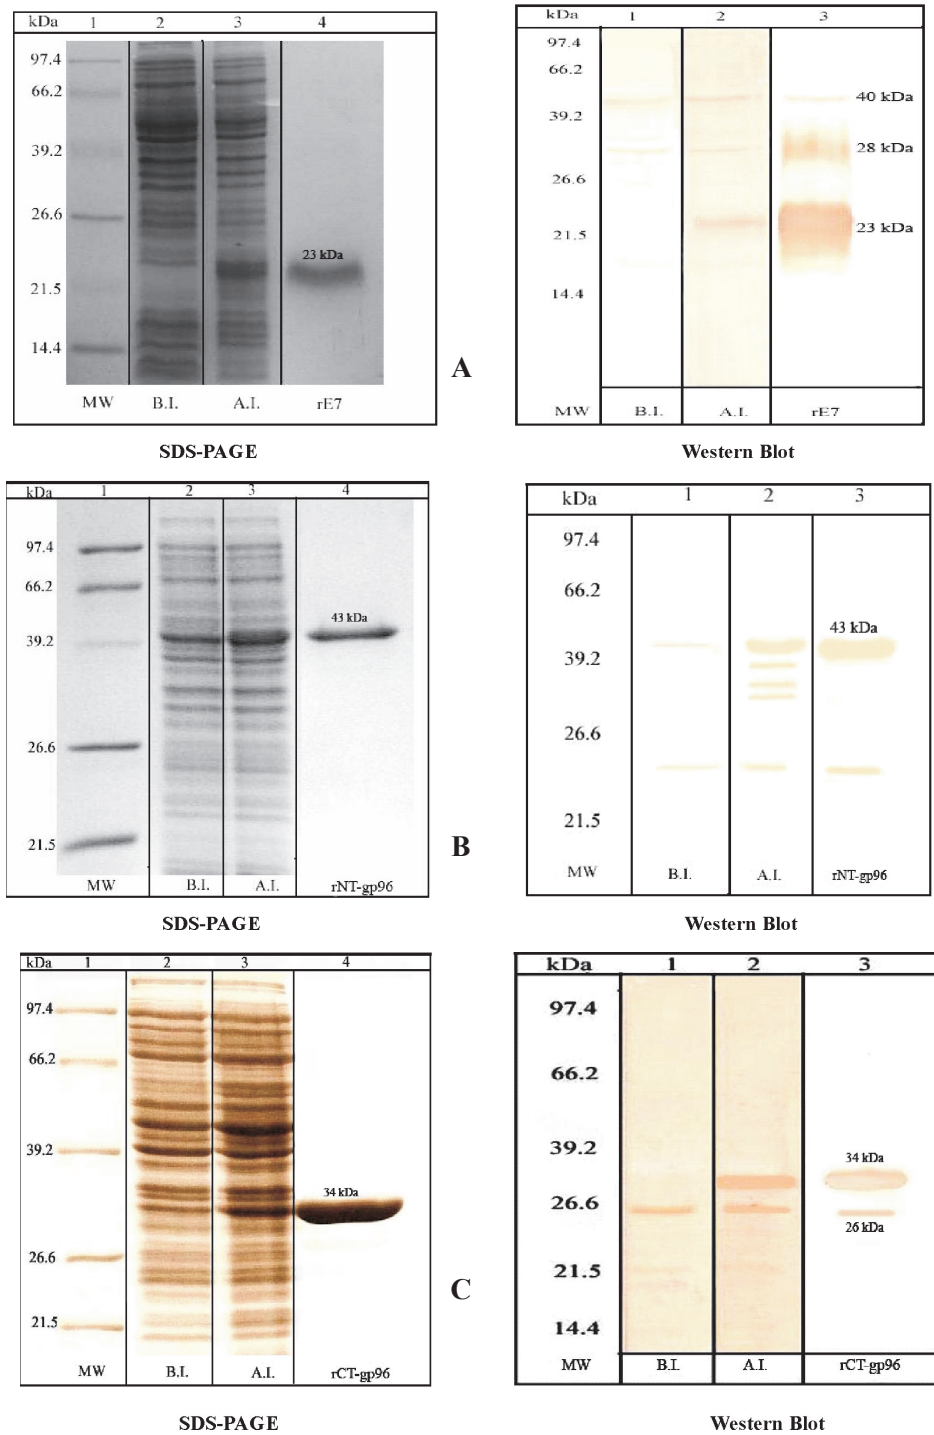 kDa 1 2 3 4
97.4
66.2
39.2
26.6
23 kDa
21.5
14.4
MW B.I. A.I. rE7
SDS-PAGE
kDa 1 2 3
97.4
66.2
40 kDa
39.2
28 kDa
26.6
23 kDa
21.5
14.4
MW B.I. A.I. rE7
Western Blot
A
kDa 1 2 3 4
97.4
66.2
43 kDa
39.2
26.6
21.5
MW B.I. A.I. rNT-gp96
SDS-PAGE
kDa 1 2 3
97.4
66.2
43 kDa
39.2
26.6
21.5
MW B.I. A.I. rNT-gp96
Western Blot
B
kDa 1 2 3 4
97.4
66.2
39.2
34 kDa
26.6
21.5
MW B.I. A.I. rCT-gp96
SDS-PAGE
kDa 1 2 3
97.4
66.2
39.2
34 kDa
26.6
26 kDa
21.5
14.4
MW B.I. A.I. rCT-gp96
Western Blot
C